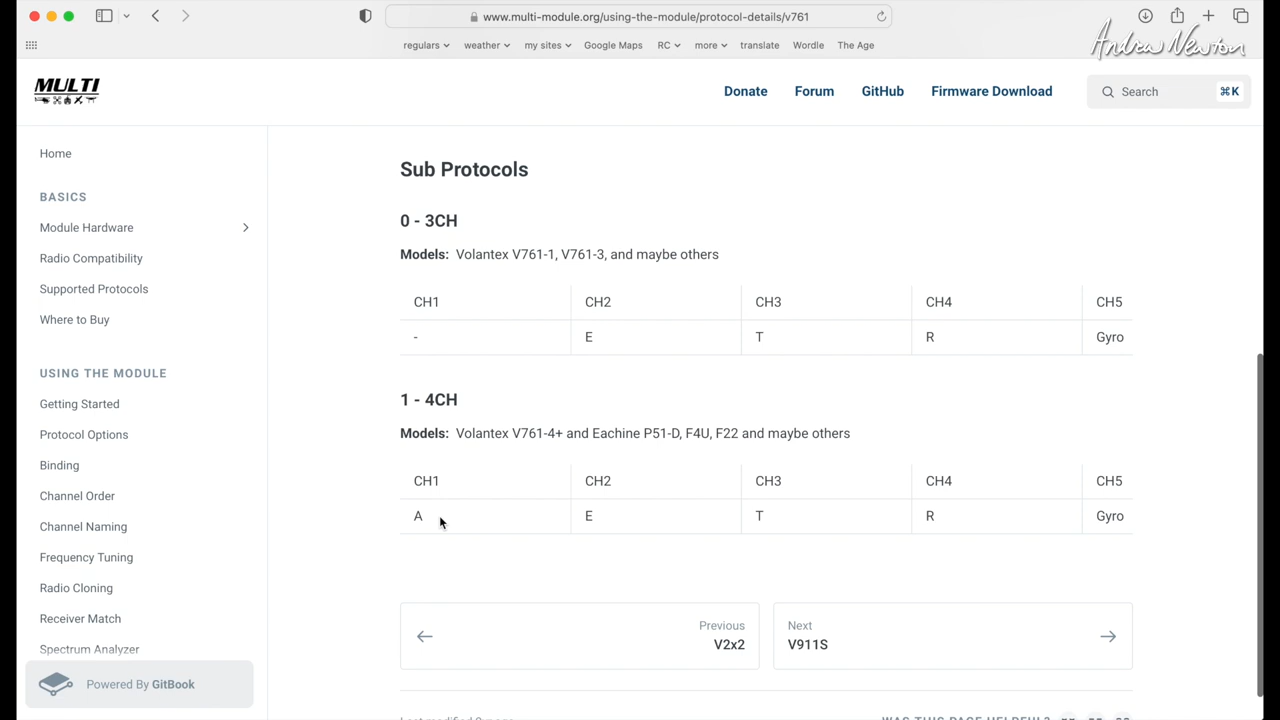 www.multi-module.org/using-the-module/protocol-details/v761
regulars weather my sites Google Maps RC more translate Wordle The Age
Andrew Newton
MULTI
Donate Forum GitHub Firmware Download Search ⌘K
Home
BASICS
Module Hardware
Radio Compatibility
Supported Protocols
Where to Buy
USING THE MODULE
Getting Started
Protocol Options
Binding
Channel Order
Channel Naming
Frequency Tuning
Radio Cloning
Receiver Match
Spectrum Analyzer
Powered By GitBook
Sub Protocols
0 - 3CH
Models: Volantex V761-1, V761-3, and maybe others
CH1 CH2 CH3 CH4 CH5
- E T R Gyro
1 - 4CH
Models: Volantex V761-4+ and Eachine P51-D, F4U, F22 and maybe others
CH1 CH2 CH3 CH4 CH5
A E T R Gyro
Previous
V2x2
Next
V911S
WAS THIS PAGE HELPFUL?